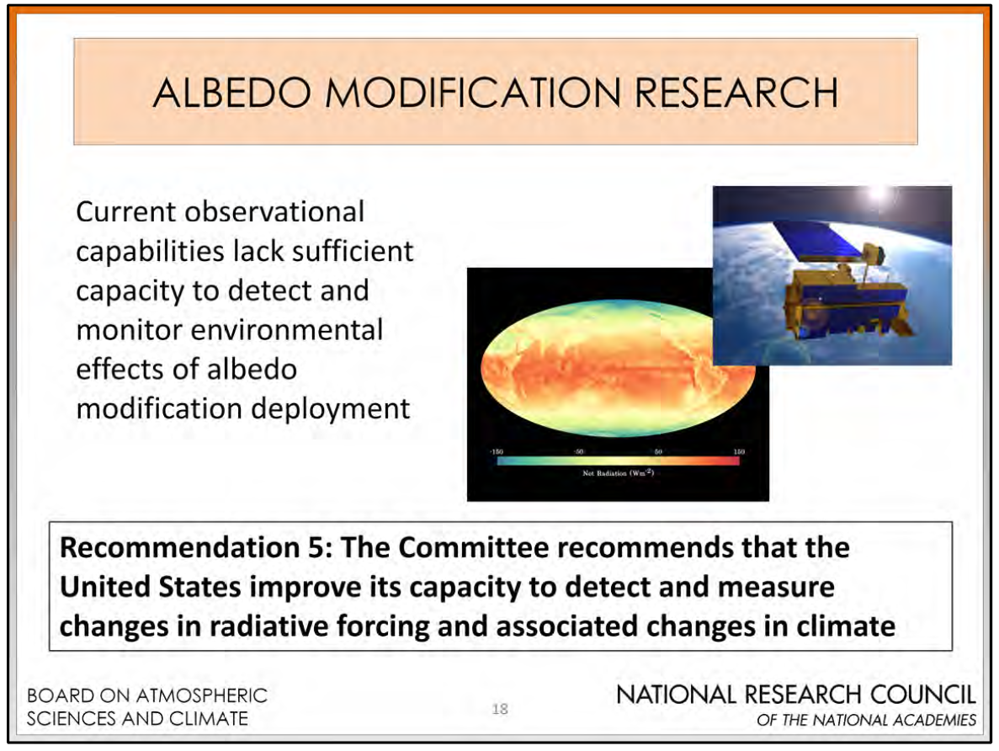 ALBEDO MODIFICATION RESEARCH
Current observational
capabilities lack sufficient
capacity to detect and
monitor environmental
effects of albedo
modification deployment
-150 -50 50 150
Net Radiation (Wm-2)
Recommendation 5: The Committee recommends that the
United States improve its capacity to detect and measure
changes in radiative forcing and associated changes in climate
BOARD ON ATMOSPHERIC
SCIENCES AND CLIMATE
18
NATIONAL RESEARCH COUNCIL
OF THE NATIONAL ACADEMIES